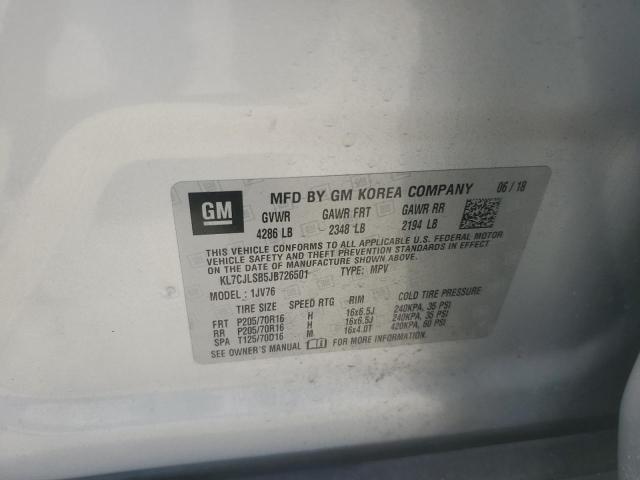 GM MFD BY GM KOREA COMPANY 06 / 18
GVWR GAWR FRT GAWR RR
4286 LB 2348 LB 2194 LB
THIS VEHICLE CONFORMS TO ALL APPLICABLE U.S. FEDERAL MOTOR
VEHICLE SAFETY, BUMPER, AND THEFT PREVENTION STANDARDS
IN EFFECT ON THE DATE OF MANUFACTURE SHOWN ABOVE.
KL7CJLSB5JB726501 TYPE: MPV
MODEL: 1JV76
TIRE SIZE SPEED RTG RIM COLD TIRE PRESSURE
FRT P205/70R16 H 16x6.5J 240KPA, 35 PSI
RR P205/70R16 H 16x6.5J 240KPA, 35 PSI
SPA T125/70D16 M 16x4.0T 420KPA, 60 PSI
SEE OWNER'S MANUAL i FOR MORE INFORMATION.